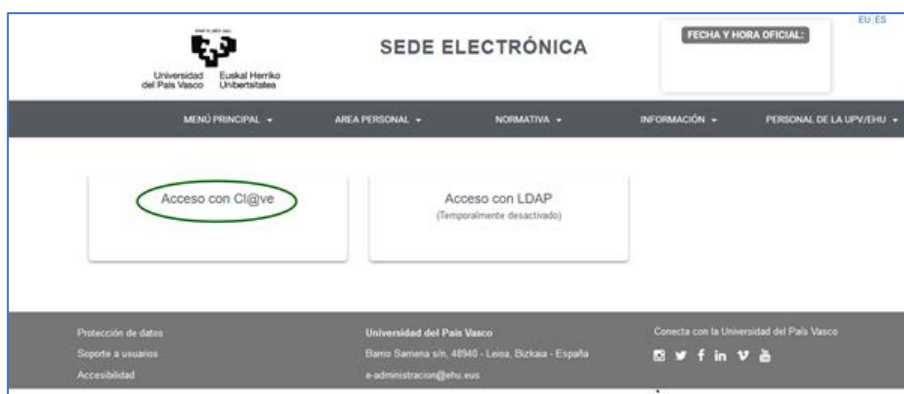 EU ES
Universidad del País Vasco
Euskal Herriko Unibertsitatea
SEDE ELECTRÓNICA
FECHA Y HORA OFICIAL:
MENÚ PRINCIPAL
AREA PERSONAL
NORMATIVA
INFORMACIÓN
PERSONAL DE LA UPV/EHU
Acceso con Cl@ve
Acceso con LDAP
(Temporalmente desactivado)
Protección de datos
Soporte a usuarios
Accesibilidad
Universidad del País Vasco
Barrio Sarriena s/n, 48940 - Leioa, Bizkaia - España
e-administracion@ehu.eus
Conecta con la Universidad del País Vasco